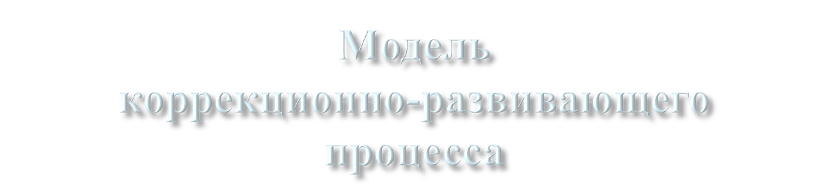 Модель
коррекционно-развивающего
процесса